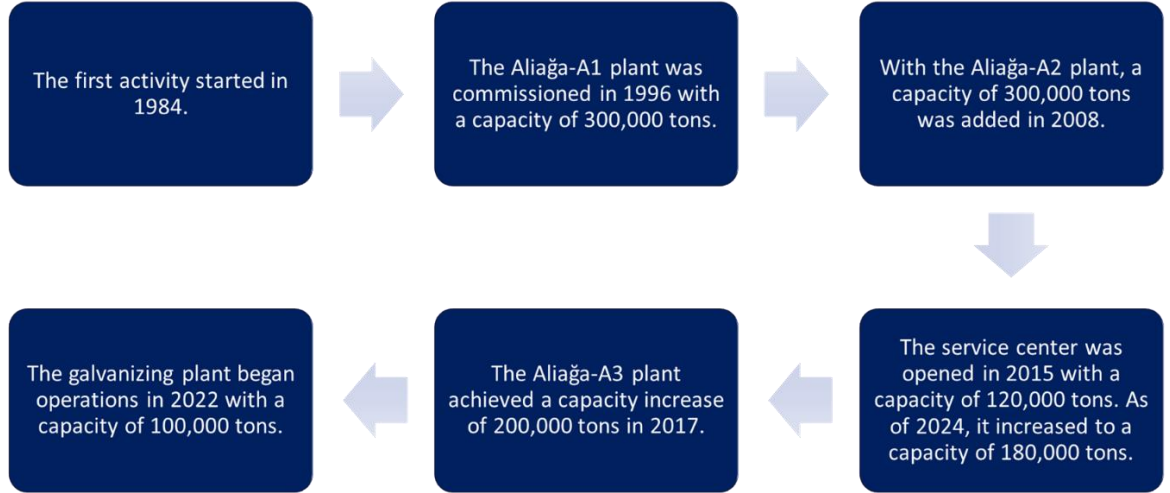 The first activity started in
1984.
The Aliağa-A1 plant was
commissioned in 1996 with
a capacity of 300,000 tons.
With the Aliağa-A2 plant, a
capacity of 300,000 tons
was added in 2008.
The service center was
opened in 2015 with a
capacity of 120,000 tons. As
of 2024, it increased to a
capacity of 180,000 tons.
The Aliağa-A3 plant
achieved a capacity increase
of 200,000 tons in 2017.
The galvanizing plant began
operations in 2022 with a
capacity of 100,000 tons.